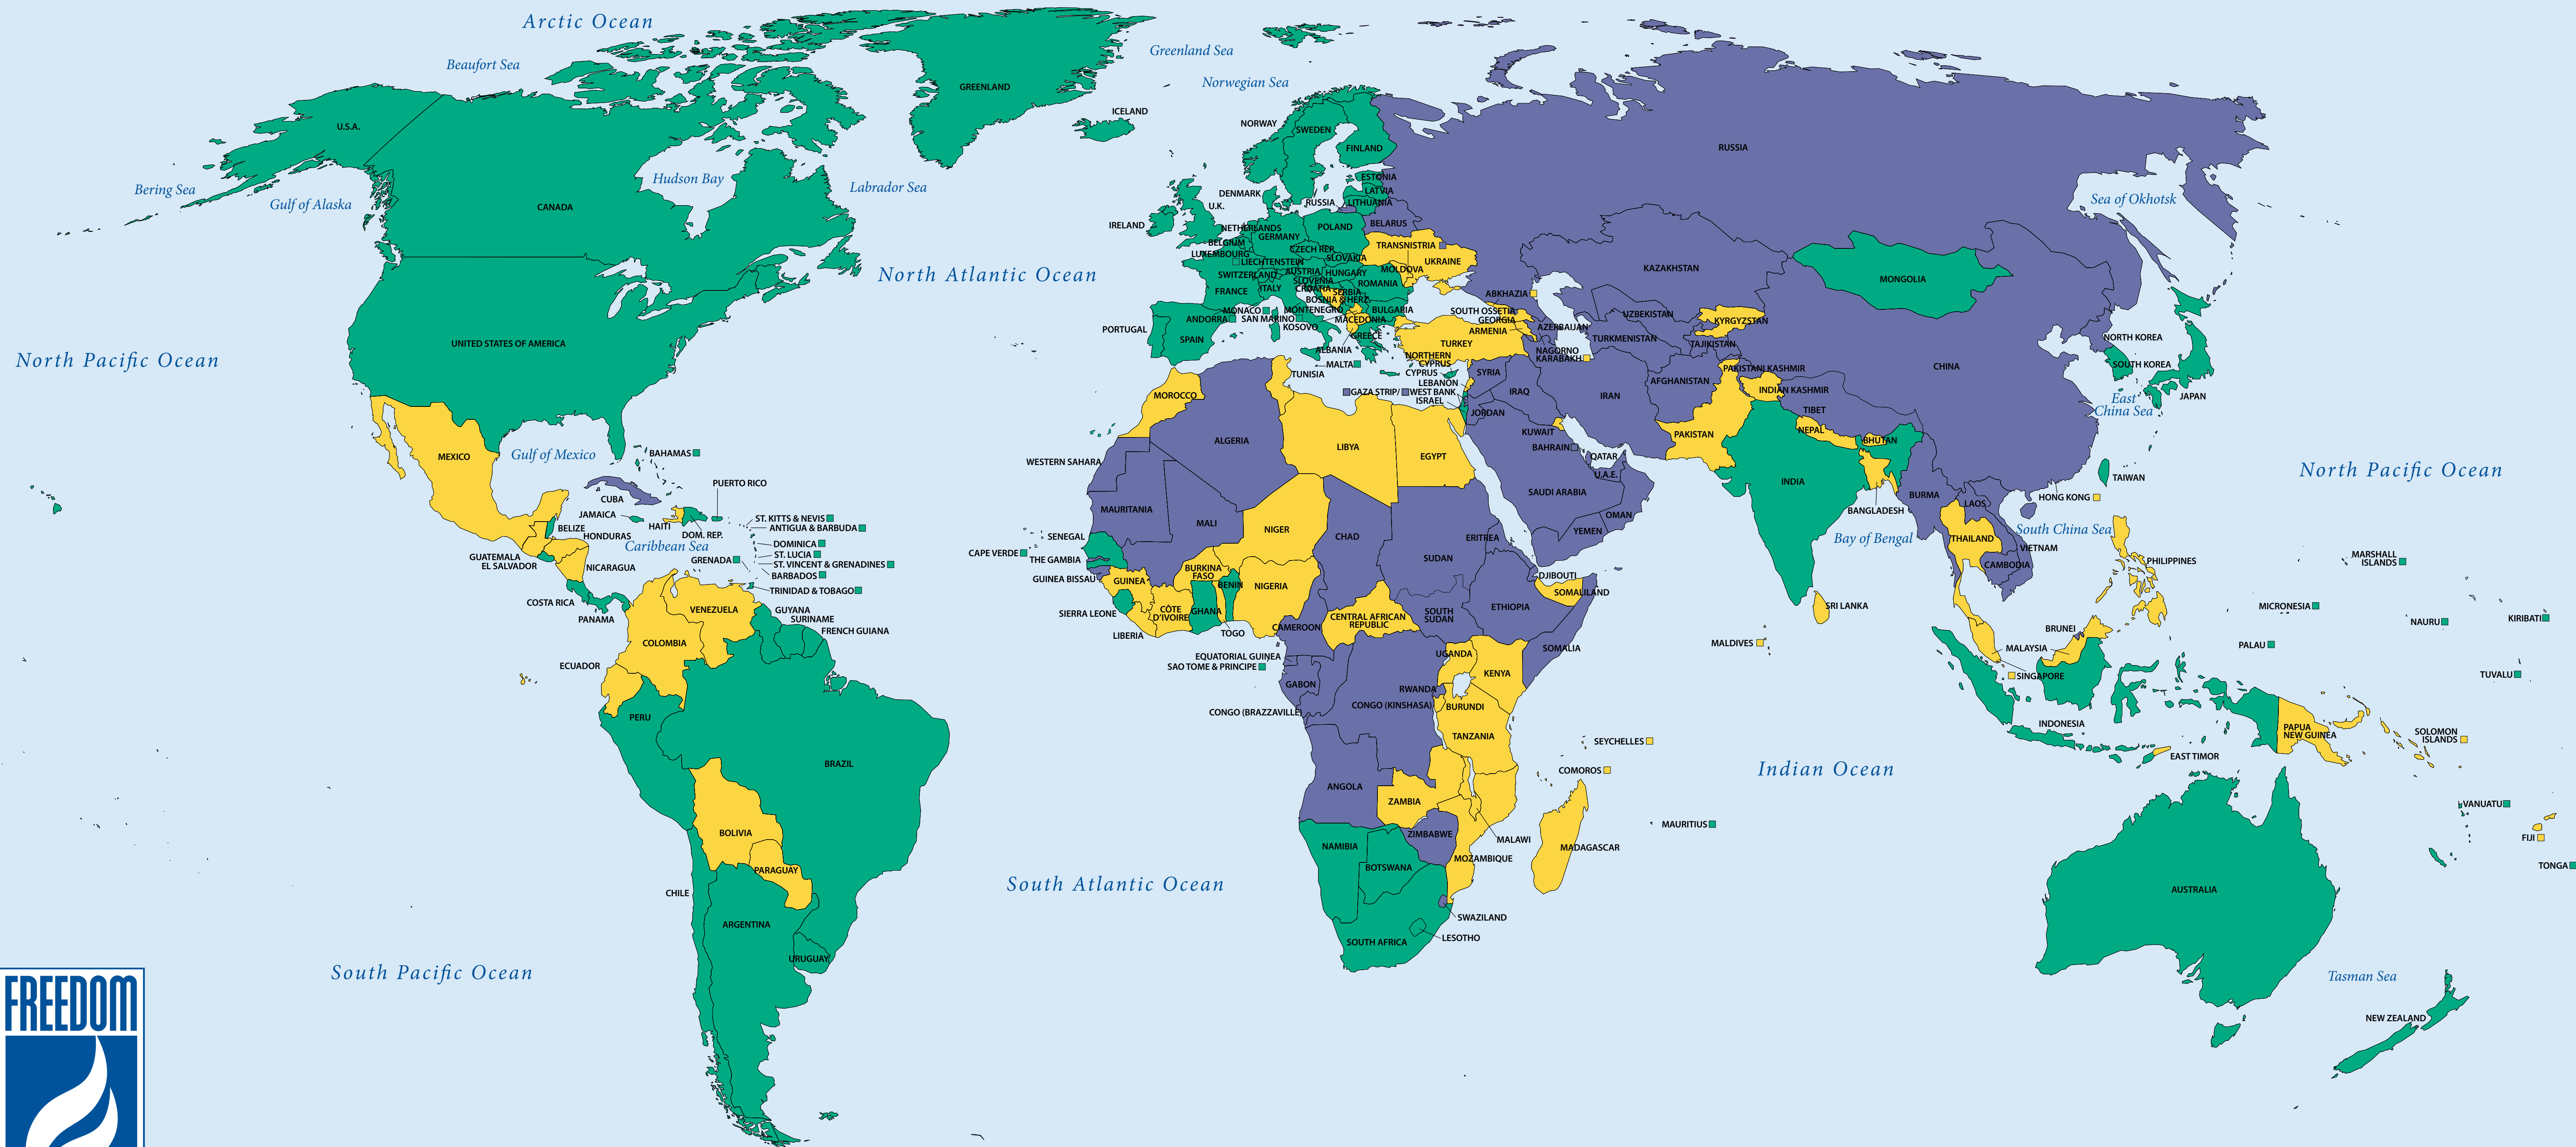 Arctic Ocean
Greenland Sea
Beaufort Sea
Norwegian Sea
GREENLAND
ICELAND
U.S.A.
NORWAY
SWEDEN
FINLAND
RUSSIA
Bering Sea
Gulf of Alaska
Hudson Bay
Labrador Sea
CANADA
ESTONIA
LATVIA
LITHUANIA
RUSSIA
DENMARK
U.K.
IRELAND
Sea of Okhotsk
NETHERLANDS
BELGIUM
LUXEMBOURG
GERMANY
POLAND
BELARUS
CZECH REP.
SLOVAKIA
LIECHTENSTEIN
SWITZERLAND
AUSTRIA
HUNGARY
SLOVENIA
CROATIA
FRANCE
ITALY
SERBIA
BOSNIA & HERZ.
ROMANIA
TRANSNISTRIA
UKRAINE
MOLDOVA
MONACO
ANDORRA
SAN MARINO
MONTENEGRO
KOSOVO
MACEDONIA
BULGARIA
PORTUGAL
SPAIN
ALBANIA
GREECE
MALTA
North Atlantic Ocean
KAZAKHSTAN
MONGOLIA
ABKHAZIA
SOUTH OSSETIA
GEORGIA
ARMENIA
AZERBAIJAN
NAGORNO
KARABAKH
TURKEY
NORTHERN
CYPRUS
CYPRUS
UZBEKISTAN
KYRGYZSTAN
TURKMENISTAN
TAJIKISTAN
NORTH KOREA
SOUTH KOREA
JAPAN
CHINA
East
China Sea
North Pacific Ocean
UNITED STATES OF AMERICA
TUNISIA
LEBANON
SYRIA
GAZA STRIP/
WEST BANK
ISRAEL
JORDAN
IRAQ
IRAN
AFGHANISTAN
PAKISTANI KASHMIR
INDIAN KASHMIR
TIBET
NEPAL
BHUTAN
PAKISTAN
MOROCCO
ALGERIA
LIBYA
EGYPT
KUWAIT
BAHRAIN
QATAR
U.A.E.
SAUDI ARABIA
OMAN
YEMEN
INDIA
BANGLADESH
BURMA
LAOS
HONG KONG
TAIWAN
North Pacific Ocean
MEXICO
Gulf of Mexico
BAHAMAS
PUERTO RICO
CUBA
JAMAICA
HAITI
DOM. REP.
BELIZE
HONDURAS
GUATEMALA
EL SALVADOR
NICARAGUA
COSTA RICA
PANAMA
Caribbean Sea
ST. KITTS & NEVIS
ANTIGUA & BARBUDA
DOMINICA
ST. LUCIA
ST. VINCENT & GRENADINES
GRENADA
BARBADOS
TRINIDAD & TOBAGO
WESTERN SAHARA
MAURITANIA
MALI
NIGER
CHAD
SUDAN
ERITREA
SENEGAL
CAPE VERDE
THE GAMBIA
GUINEA BISSAU
GUINEA
SIERRA LEONE
LIBERIA
CÔTE
D'IVOIRE
BURKINA
FASO
GHANA
BENIN
TOGO
NIGERIA
CAMEROON
CENTRAL AFRICAN
REPUBLIC
SOUTH
SUDAN
DJIBOUTI
SOMALILAND
ETHIOPIA
SOMALIA
Bay of Bengal
South China Sea
THAILAND
VIETNAM
CAMBODIA
PHILIPPINES
SRI LANKA
MALDIVES
BRUNEI
MALAYSIA
SINGAPORE
MARSHALL
ISLANDS
MICRONESIA
NAURU
KIRIBATI
PALAU
TUVALU
VENEZUELA
GUYANA
SURINAME
FRENCH GUIANA
COLOMBIA
ECUADOR
PERU
BRAZIL
BOLIVIA
PARAGUAY
CHILE
ARGENTINA
URUGUAY
EQUATORIAL GUINEA
SAO TOME & PRINCIPE
GABON
CONGO (BRAZZAVILLE)
CONGO (KINSHASA)
UGANDA
KENYA
RWANDA
BURUNDI
TANZANIA
SEYCHELLES
COMOROS
ANGOLA
ZAMBIA
MALAWI
ZIMBABWE
MOZAMBIQUE
MADAGASCAR
MAURITIUS
NAMIBIA
BOTSWANA
SWAZILAND
LESOTHO
SOUTH AFRICA
Indian Ocean
INDONESIA
EAST TIMOR
PAPUA
NEW GUINEA
SOLOMON
ISLANDS
VANUATU
FIJI
TONGA
AUSTRALIA
South Atlantic Ocean
South Pacific Ocean
Tasman Sea
NEW ZEALAND
FREEDOM